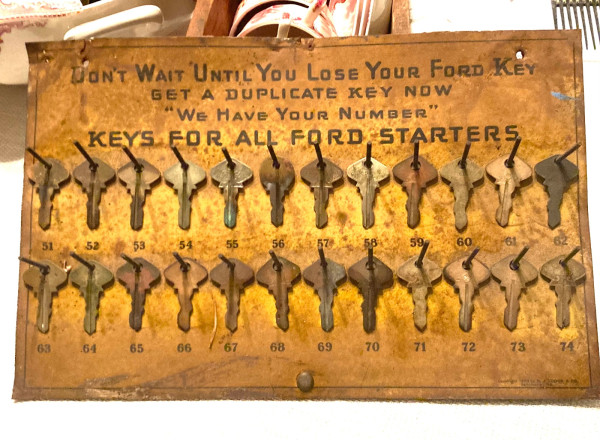 DON'T WAIT UNTIL YOU LOSE YOUR FORD KEY
GET A DUPLICATE KEY NOW
"WE HAVE YOUR NUMBER"
KEYS FOR ALL FORD STARTERS
51 52 53 54 55 56 57 58 59 60 61 62
63 64 65 66 67 68 69 70 71 72 73 74